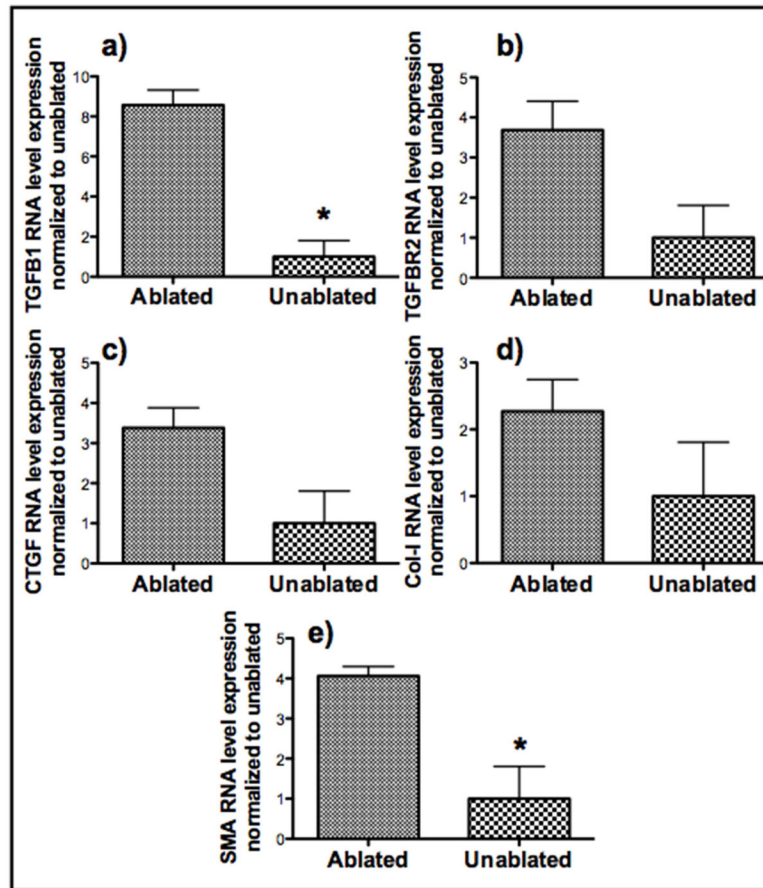 a)
TGFB1 RNA level expression
normalized to unablated
10
8
6
4
2
0
*
Ablated Unablated
b)
TGFBR2 RNA level expression
normalized to unablated
5
4
3
2
1
0
Ablated Unablated
c)
CTGF RNA level expression
normalized to unablated
5
4
3
2
1
0
Ablated Unablated
d)
Col-I RNA level expression
normalized to unablated
3
2
1
0
Ablated Unablated
e)
SMA RNA level expression
normalized to unablated
5
4
3
2
1
0
*
Ablated Unablated